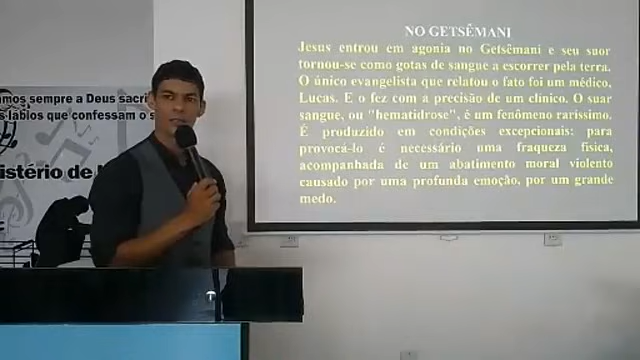 NO GETSÊMANI
Jesus entrou em agonia no Getsêmani e seu suor
tornou-se como gotas de sangue a escorrer pela terra.
O único evangelista que relatou o fato foi um médico,
Lucas. E o fez com a precisão de um clínico. O suar
sangue, ou "hematidrose", é um fenômeno raríssimo.
É produzido em condições excepcionais: para
provocá-lo é necessário uma fraqueza física,
acompanhada de um abatimento moral violento
causado por uma profunda emoção, por um grande
medo.
amos sempre a Deus sacri
lábios que confessam o s
istério de